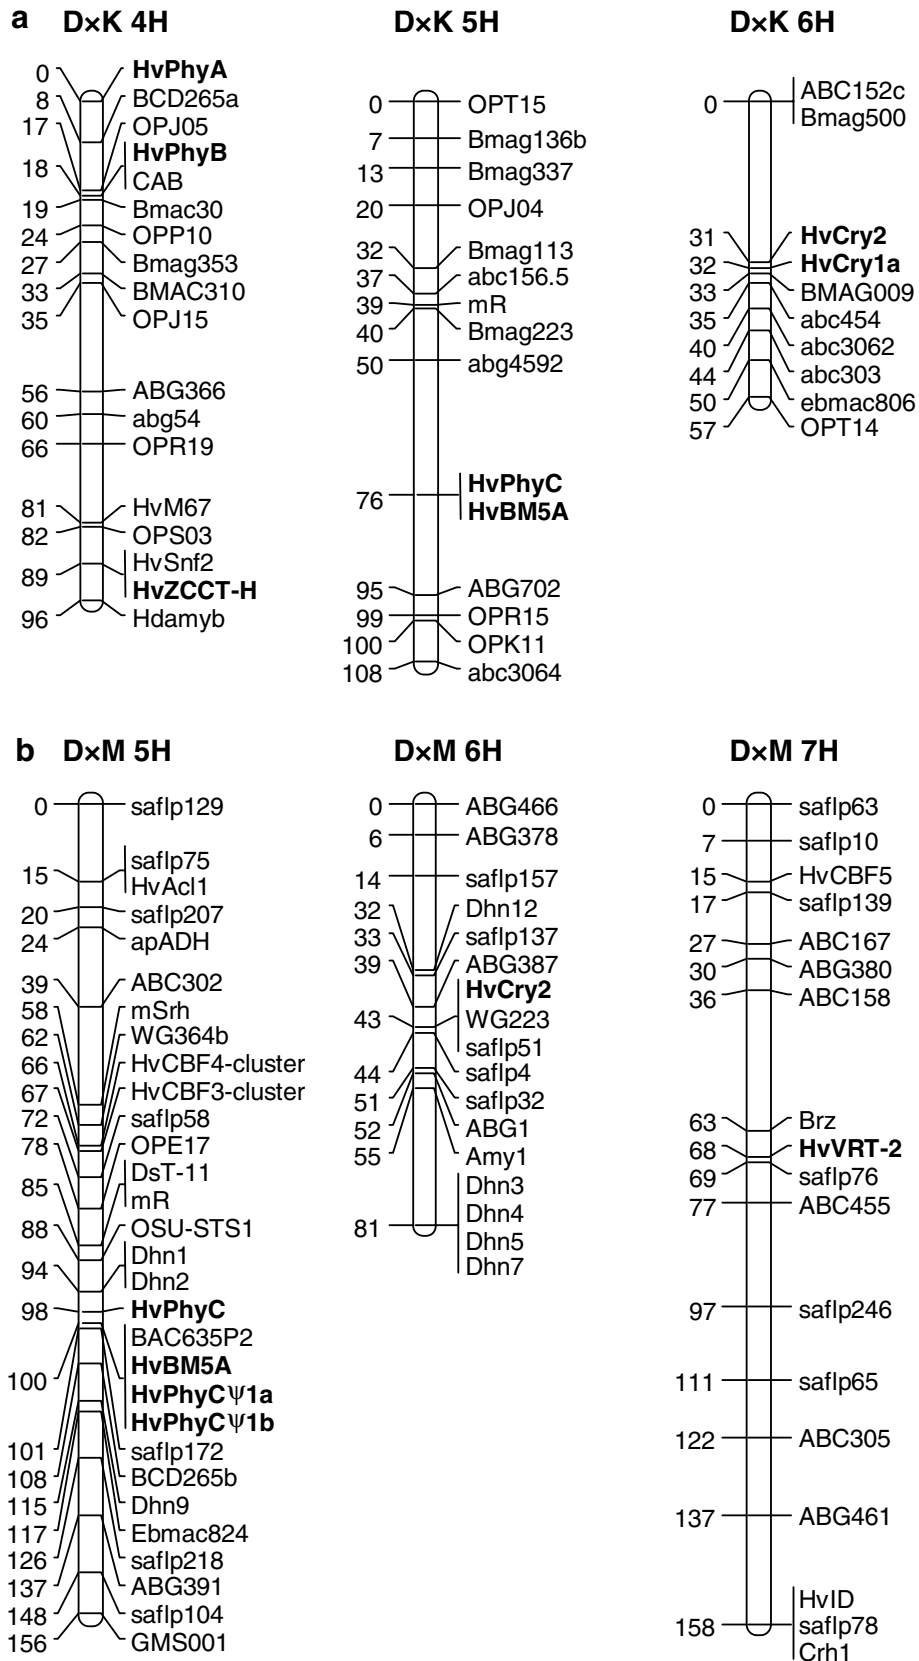 a D×K 4H D×K 5H D×K 6H
0 HvPhyA
8 BCD265a
17 OPJ05
18 HvPhyB
CAB
19 Bmac30
24 OPP10
27 Bmag353
33 BMAC310
35 OPJ15
56 ABG366
60 abg54
66 OPR19
81 HvM67
82 OPS03
89 HvSnf2
HvZCCT-H
96 Hdamyb
0 OPT15
7 Bmag136b
13 Bmag337
20 OPJ04
32 Bmag113
37 abc156.5
39 mR
40 Bmag223
50 abg4592
76 HvPhyC
HvBM5A
95 ABG702
99 OPR15
100 OPK11
108 abc3064
0 ABC152c
Bmag500
31 HvCry2
32 HvCry1a
33 BMAG009
35 abc454
40 abc3062
44 abc303
50 ebmac806
57 OPT14
b D×M 5H D×M 6H D×M 7H
0 saflp129
15 saflp75
HvAcl1
20 saflp207
24 apADH
39 ABC302
58 mSrh
62 WG364b
66 HvCBF4-cluster
67 HvCBF3-cluster
72 saflp58
78 OPE17
85 DsT-11
mR
88 OSU-STS1
94 Dhn1
Dhn2
98 HvPhyC
100 BAC635P2
HvBM5A
HvPhyCψ1a
HvPhyCψ1b
101 saflp172
108 BCD265b
115 Dhn9
117 Ebmac824
126 saflp218
137 ABG391
148 saflp104
156 GMS001
0 ABG466
6 ABG378
14 saflp157
32 Dhn12
33 saflp137
39 ABG387
43 HvCry2
WG223
saflp51
44 saflp4
51 saflp32
52 ABG1
55 Amy1
81 Dhn3
Dhn4
Dhn5
Dhn7
0 saflp63
7 saflp10
15 HvCBF5
17 saflp139
27 ABC167
30 ABG380
36 ABC158
63 Brz
68 HvVRT-2
69 saflp76
77 ABC455
97 saflp246
111 saflp65
122 ABC305
137 ABG461
158 HvID
saflp78
Crh1